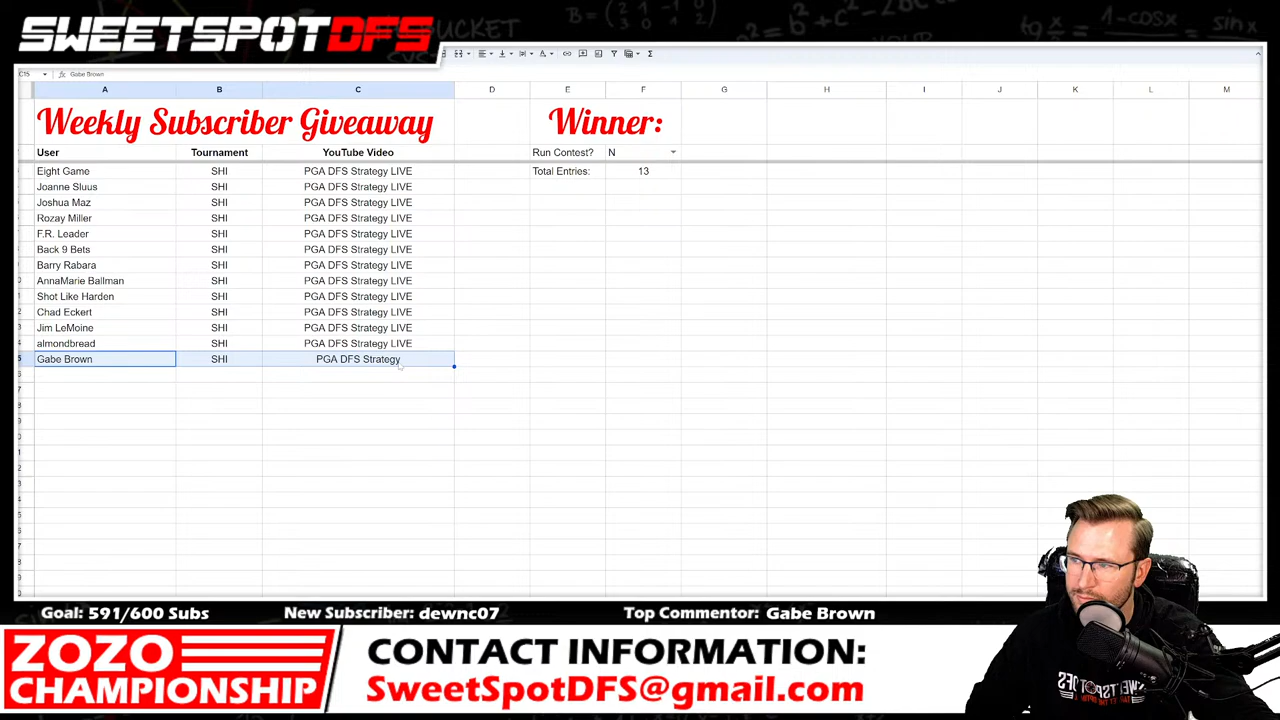 SWEETSPOTDFS
C15 fx Gabe Brown
A B C D E F G H I J K L M
Weekly Subscriber Giveaway Winner:
User Tournament YouTube Video Run Contest? N
Eight Game SHI PGA DFS Strategy LIVE Total Entries: 13
Joanne Sluus SHI PGA DFS Strategy LIVE
Joshua Maz SHI PGA DFS Strategy LIVE
Rozay Miller SHI PGA DFS Strategy LIVE
F.R. Leader SHI PGA DFS Strategy LIVE
Back 9 Bets SHI PGA DFS Strategy LIVE
Barry Rabara SHI PGA DFS Strategy LIVE
AnnaMarie Ballman SHI PGA DFS Strategy LIVE
Shot Like Harden SHI PGA DFS Strategy LIVE
Chad Eckert SHI PGA DFS Strategy LIVE
Jim LeMoine SHI PGA DFS Strategy LIVE
almondbread SHI PGA DFS Strategy LIVE
Gabe Brown SHI PGA DFS Strategy
Goal: 591/600 Subs New Subscriber: dewnc07 Top Commentor: Gabe Brown
ZOZO
CHAMPIONSHIP
CONTACT INFORMATION:
SweetSpotDFS@gmail.com